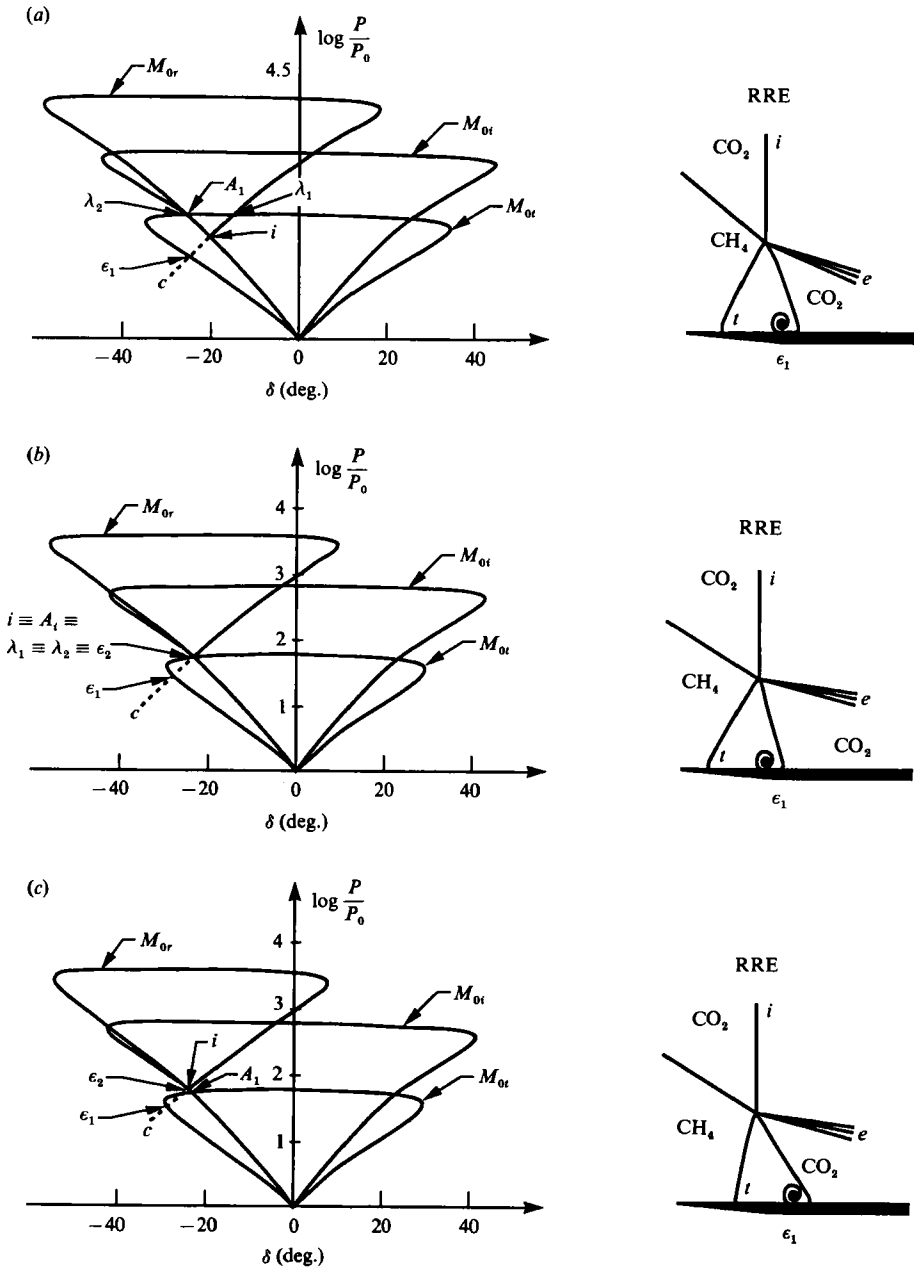 (a)
log P/P₀
4.5
M₀ᵣ
M₀ᵢ
λ₂
A₁
λ₁
M₀ₜ
i
ϵ₁
c
−40 −20 0 20 40
δ (deg.)
RRE
CO₂
i
CH₄
e
CO₂
t
ϵ₁
(b)
log P/P₀
4
M₀ᵣ
3
M₀ᵢ
i ≡ Aᵢ ≡
λ₁ ≡ λ₂ ≡ ϵ₂
2
M₀ₜ
ϵ₁
c
1
−40 −20 0 20 40
δ (deg.)
RRE
CO₂
i
CH₄
e
CO₂
t
ϵ₁
(c)
log P/P₀
4
M₀ᵣ
3
M₀ᵢ
i
2
ϵ₂
A₁
M₀ₜ
ϵ₁
c
1
−40 −20 0 20 40
δ (deg.)
RRE
CO₂
i
CH₄
e
CO₂
t
ϵ₁